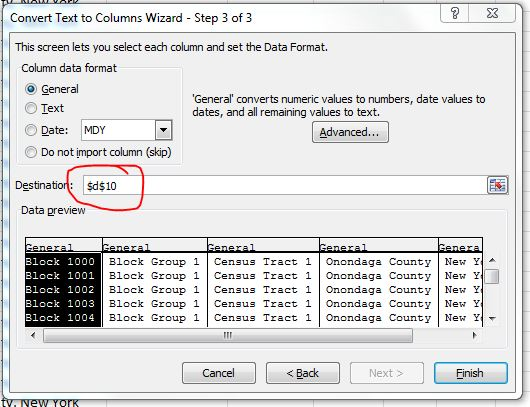 ty, New York
Convert Text to Columns Wizard - Step 3 of 3
?
This screen lets you select each column and set the Data Format.
Column data format
General
Text
Date: MDY
Do not import column (skip)
'General' converts numeric values to numbers, date values to dates, and all remaining values to text.
Advanced...
Destination: $d$10
Data preview
General General General General Genera
Block 1000 Block Group 1 Census Tract 1 Onondaga County New Yo
Block 1001 Block Group 1 Census Tract 1 Onondaga County New Yo
Block 1002 Block Group 1 Census Tract 1 Onondaga County New Yo
Block 1003 Block Group 1 Census Tract 1 Onondaga County New Yo
Block 1004 Block Group 1 Census Tract 1 Onondaga County New Yo
Cancel < Back Next > Finish
ty, New York